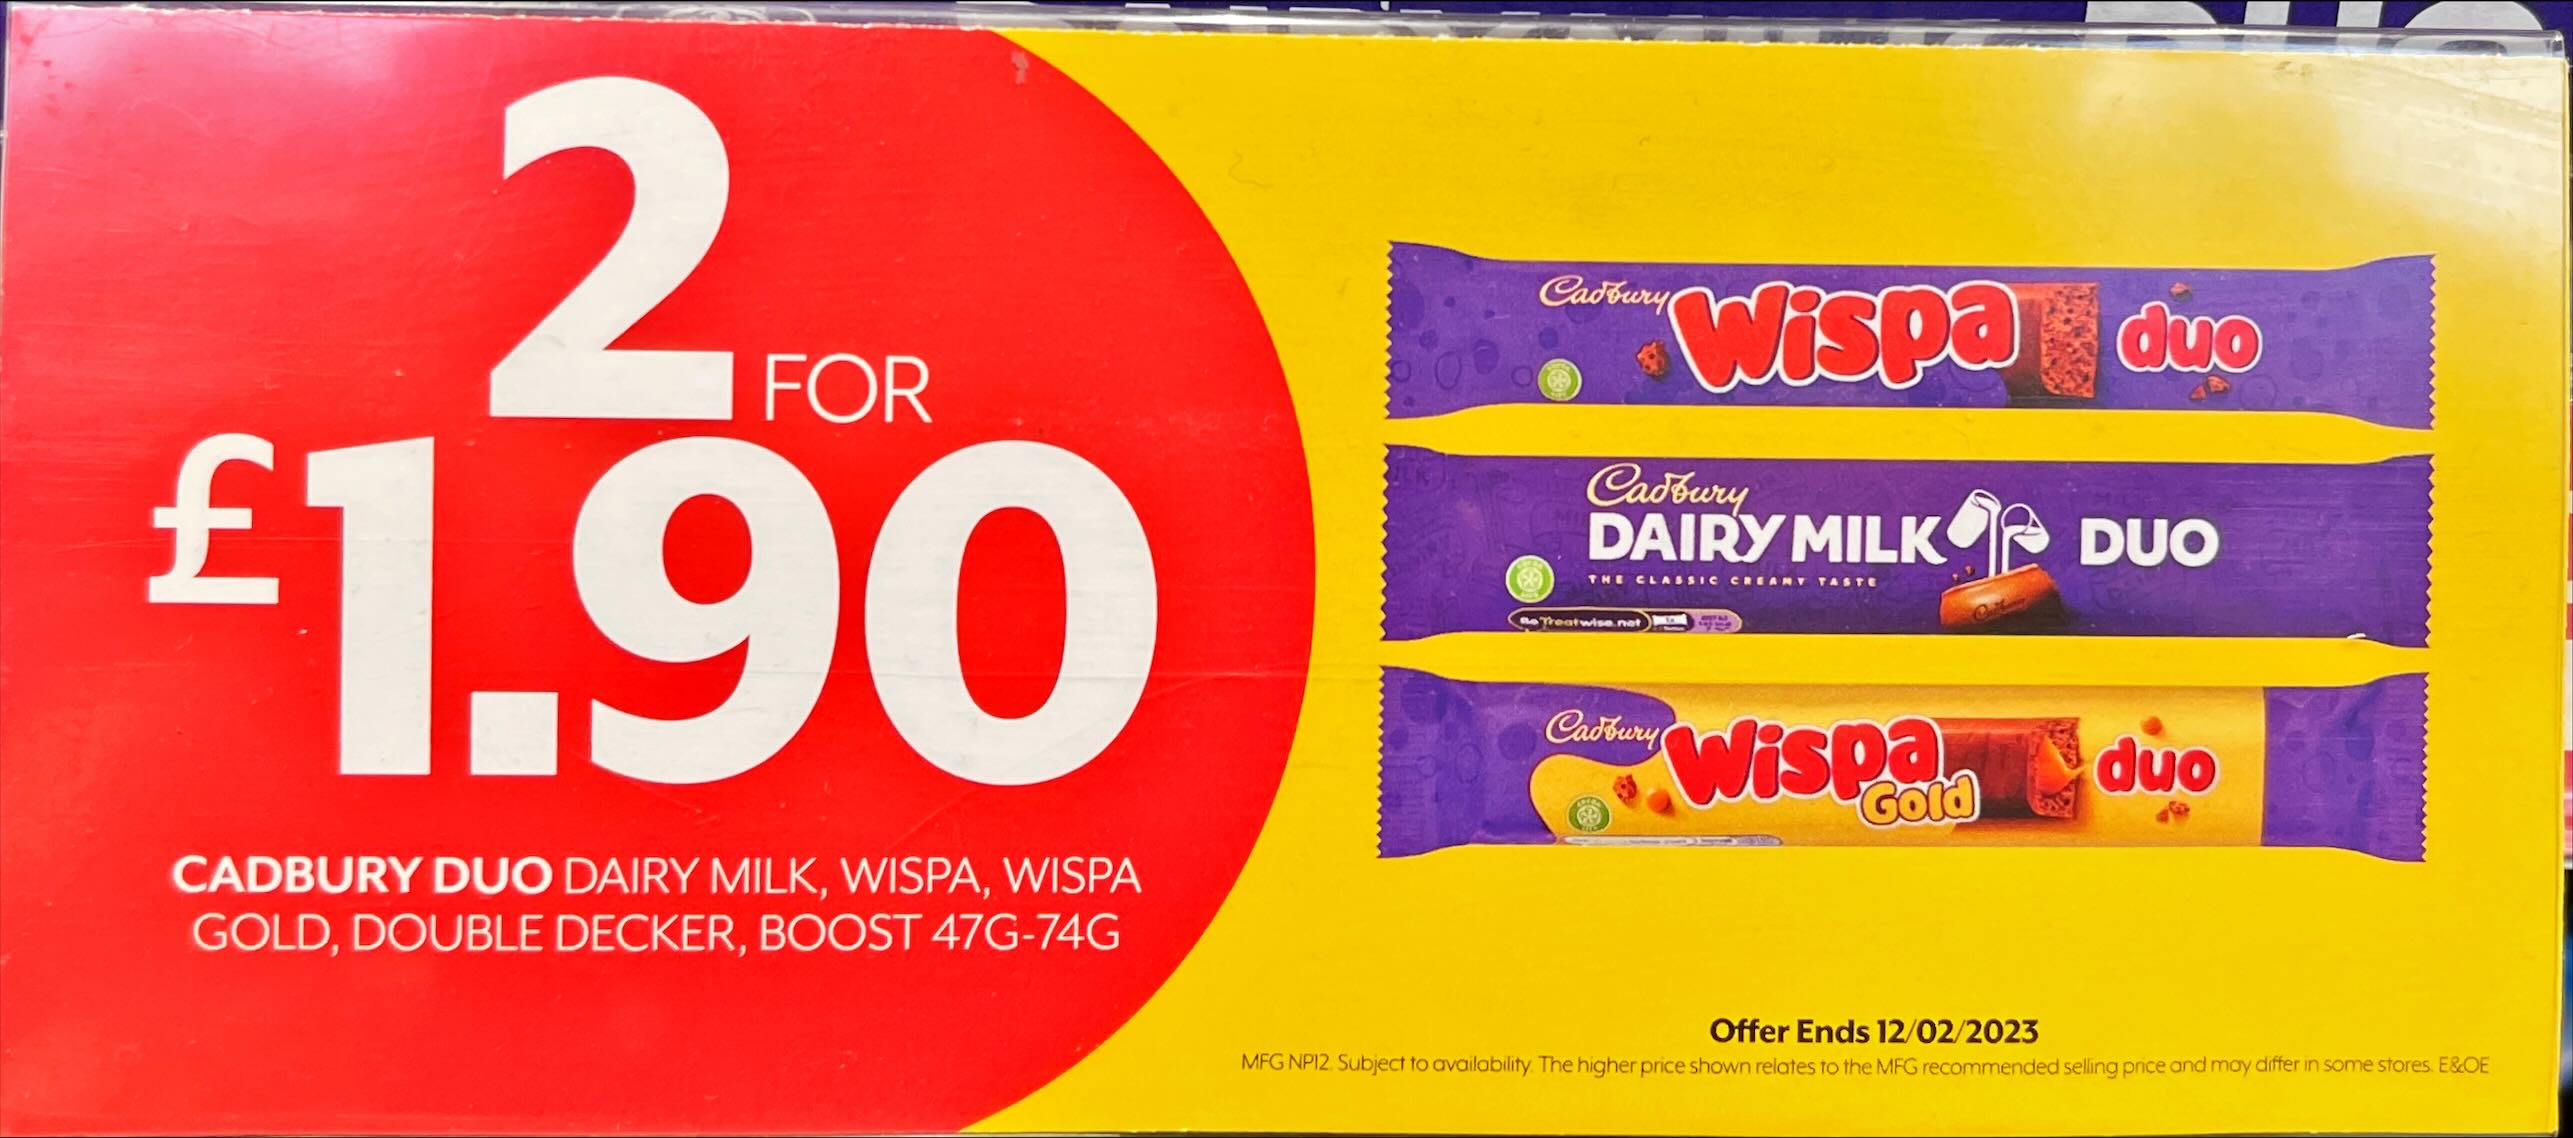 2 FOR
£1.90
CADBURY DUO DAIRY MILK, WISPA, WISPA
GOLD, DOUBLE DECKER, BOOST 47G-74G
Cadbury Wispa duo
Cadbury
DAIRY MILK DUO
THE CLASSIC CREAMY TASTE
Be Treatwise.net
Cadbury Wispa Gold duo
Offer Ends 12/02/2023
MFG NP12. Subject to availability. The higher price shown relates to the MFG recommended selling price and may differ in some stores. E&OE